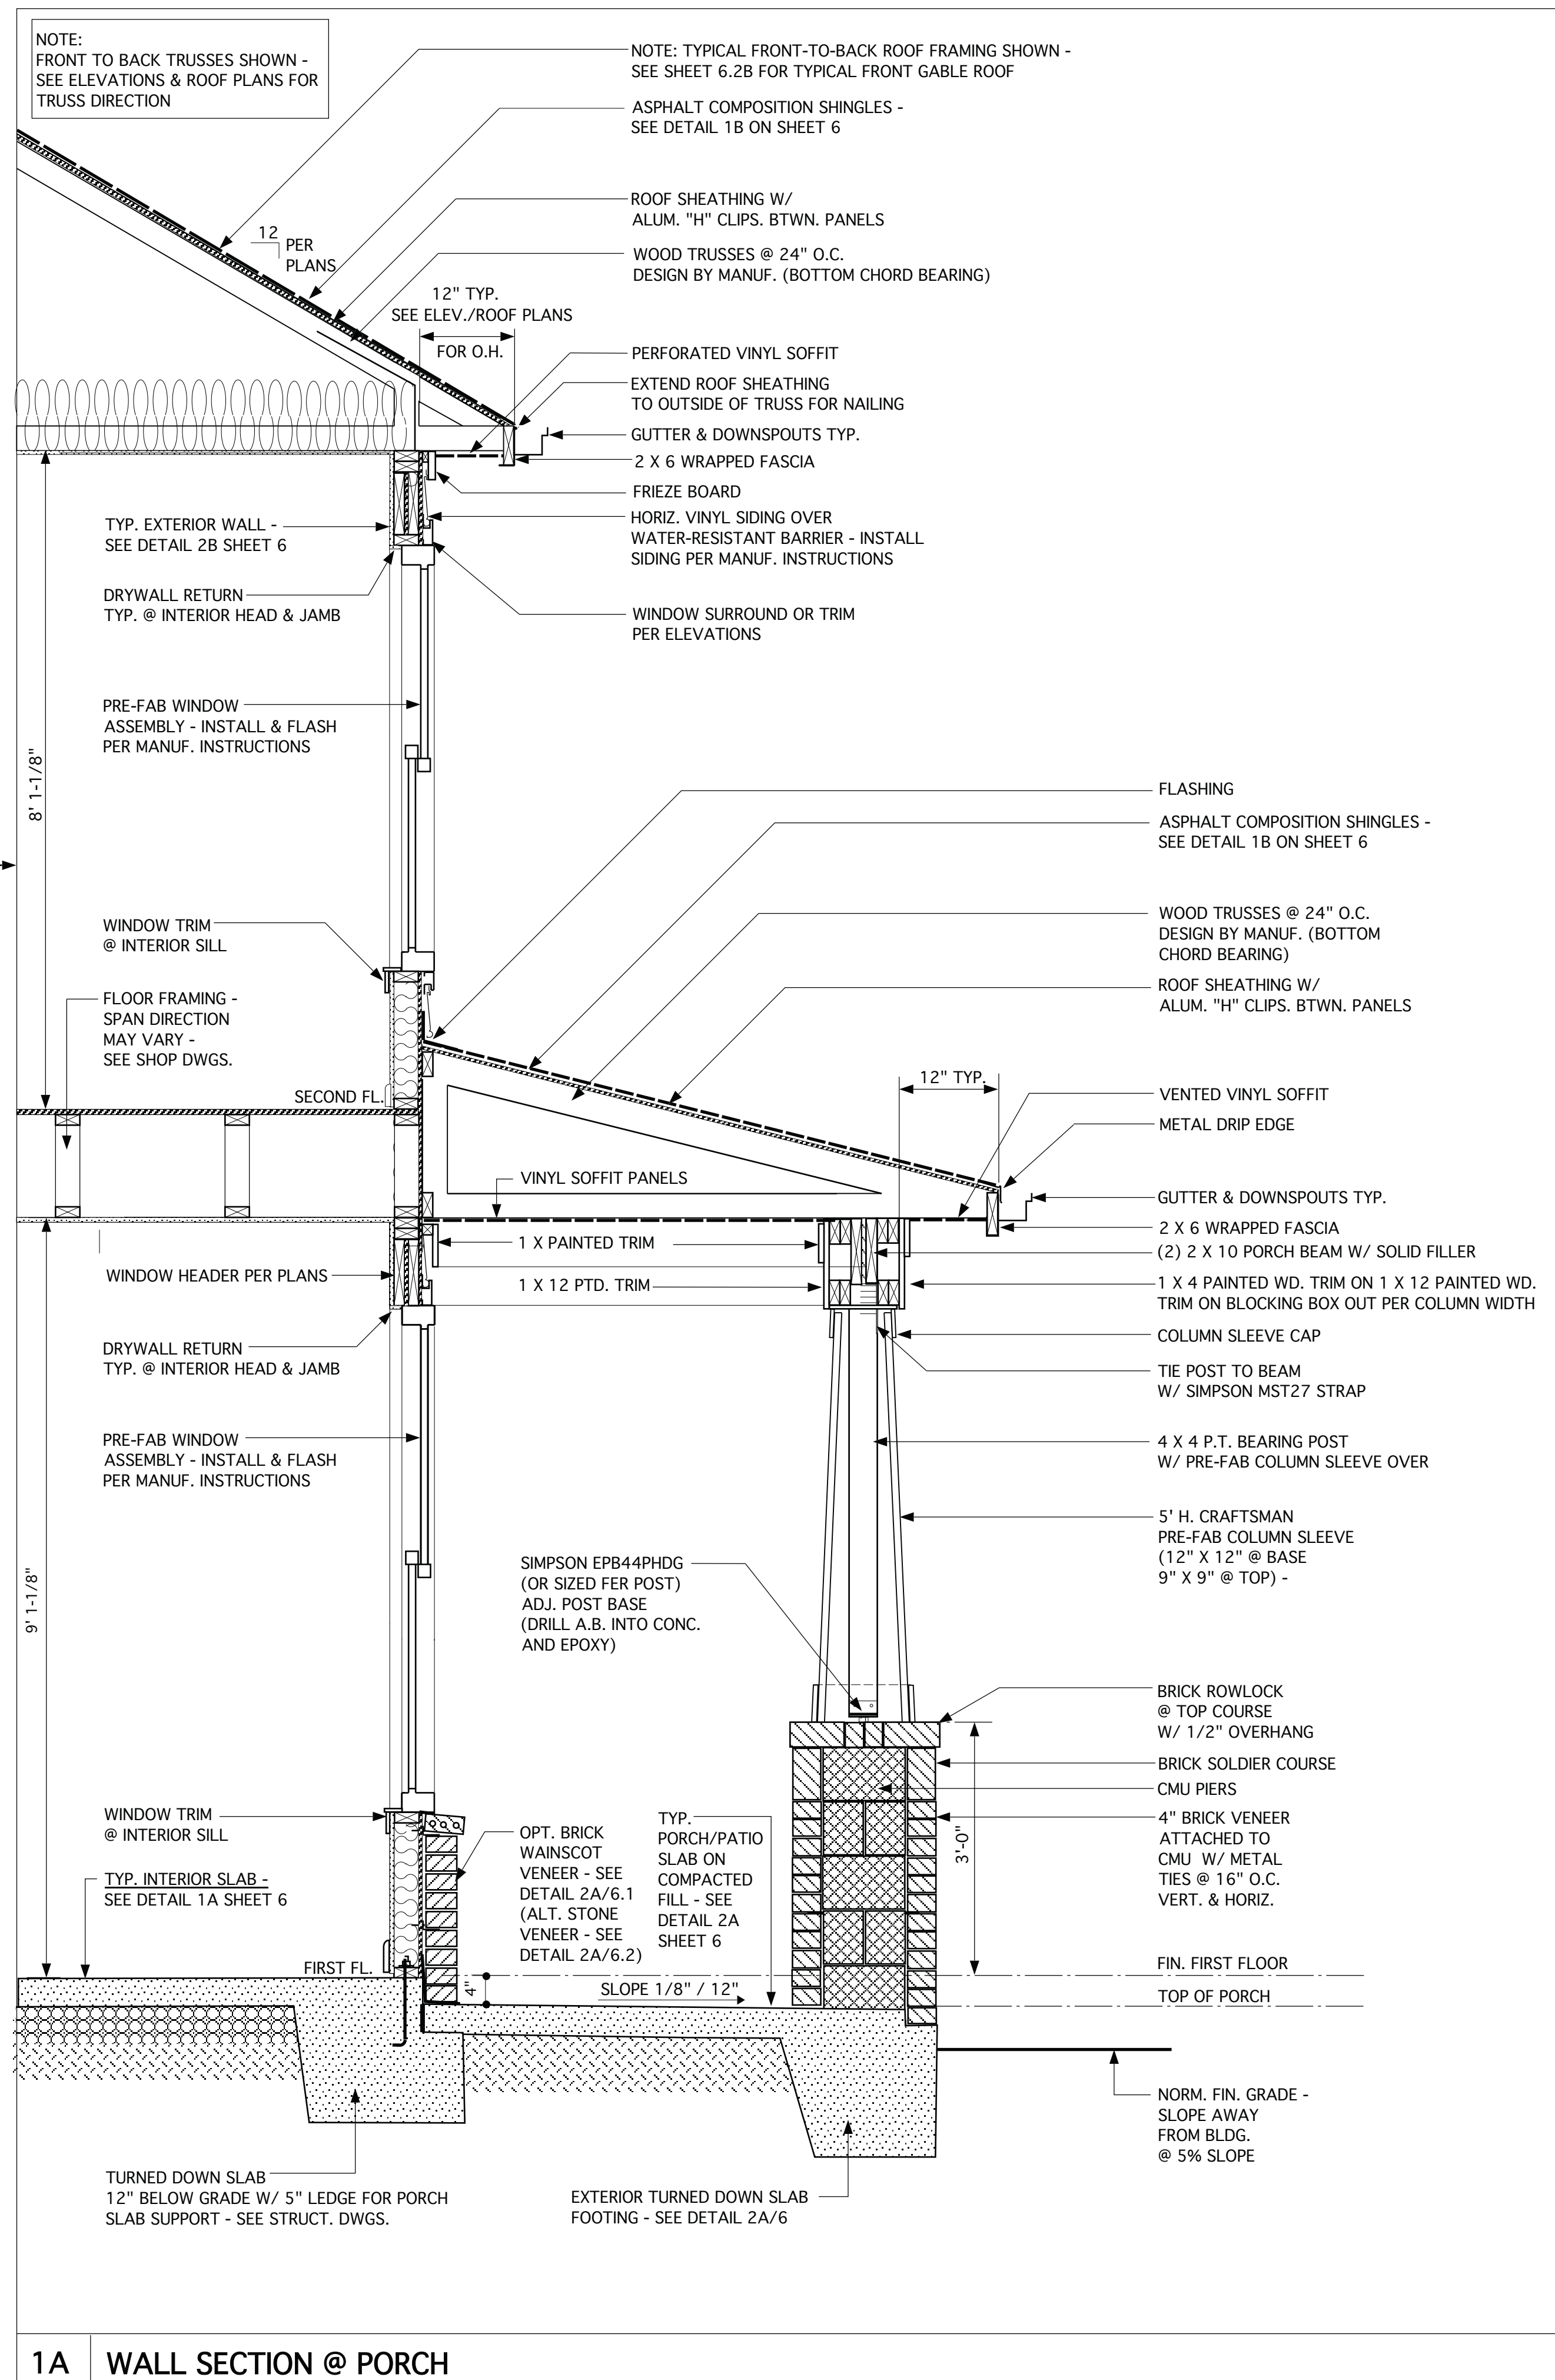 NOTE:
FRONT TO BACK TRUSSES SHOWN -
SEE ELEVATIONS & ROOF PLANS FOR
TRUSS DIRECTION
NOTE: TYPICAL FRONT-TO-BACK ROOF FRAMING SHOWN -
SEE SHEET 6.2B FOR TYPICAL FRONT GABLE ROOF
ASPHALT COMPOSITION SHINGLES -
SEE DETAIL 1B ON SHEET 6
ROOF SHEATHING W/
ALUM. "H" CLIPS. BTWN. PANELS
12
PER
PLANS
WOOD TRUSSES @ 24" O.C.
DESIGN BY MANUF. (BOTTOM CHORD BEARING)
12" TYP.
SEE ELEV./ROOF PLANS
FOR O.H.
PERFORATED VINYL SOFFIT
EXTEND ROOF SHEATHING
TO OUTSIDE OF TRUSS FOR NAILING
GUTTER & DOWNSPOUTS TYP.
2 X 6 WRAPPED FASCIA
FRIEZE BOARD
HORIZ. VINYL SIDING OVER
WATER-RESISTANT BARRIER - INSTALL
SIDING PER MANUF. INSTRUCTIONS
TYP. EXTERIOR WALL -
SEE DETAIL 2B SHEET 6
DRYWALL RETURN
TYP. @ INTERIOR HEAD & JAMB
WINDOW SURROUND OR TRIM
PER ELEVATIONS
PRE-FAB WINDOW
ASSEMBLY - INSTALL & FLASH
PER MANUF. INSTRUCTIONS
8' 1-1/8"
FLASHING
ASPHALT COMPOSITION SHINGLES -
SEE DETAIL 1B ON SHEET 6
WINDOW TRIM
@ INTERIOR SILL
WOOD TRUSSES @ 24" O.C.
DESIGN BY MANUF. (BOTTOM
CHORD BEARING)
FLOOR FRAMING -
SPAN DIRECTION
MAY VARY -
SEE SHOP DWGS.
ROOF SHEATHING W/
ALUM. "H" CLIPS. BTWN. PANELS
SECOND FL.
12" TYP.
VENTED VINYL SOFFIT
METAL DRIP EDGE
VINYL SOFFIT PANELS
GUTTER & DOWNSPOUTS TYP.
2 X 6 WRAPPED FASCIA
1 X PAINTED TRIM
(2) 2 X 10 PORCH BEAM W/ SOLID FILLER
WINDOW HEADER PER PLANS
1 X 12 PTD. TRIM
1 X 4 PAINTED WD. TRIM ON 1 X 12 PAINTED WD.
TRIM ON BLOCKING BOX OUT PER COLUMN WIDTH
COLUMN SLEEVE CAP
DRYWALL RETURN
TYP. @ INTERIOR HEAD & JAMB
TIE POST TO BEAM
W/ SIMPSON MST27 STRAP
PRE-FAB WINDOW
ASSEMBLY - INSTALL & FLASH
PER MANUF. INSTRUCTIONS
4 X 4 P.T. BEARING POST
W/ PRE-FAB COLUMN SLEEVE OVER
5' H. CRAFTSMAN
PRE-FAB COLUMN SLEEVE
(12" X 12" @ BASE
9" X 9" @ TOP) -
9' 1-1/8"
SIMPSON EPB44PHDG
(OR SIZED FER POST)
ADJ. POST BASE
(DRILL A.B. INTO CONC.
AND EPOXY)
BRICK ROWLOCK
@ TOP COURSE
W/ 1/2" OVERHANG
BRICK SOLDIER COURSE
CMU PIERS
WINDOW TRIM
@ INTERIOR SILL
OPT. BRICK
WAINSCOT
VENEER - SEE
DETAIL 2A/6.1
(ALT. STONE
VENEER - SEE
DETAIL 2A/6.2)
TYP.
PORCH/PATIO
SLAB ON
COMPACTED
FILL - SEE
DETAIL 2A
SHEET 6
3'-0"
4" BRICK VENEER
ATTACHED TO
CMU W/ METAL
TIES @ 16" O.C.
VERT. & HORIZ.
TYP. INTERIOR SLAB -
SEE DETAIL 1A SHEET 6
FIRST FL.
4"
SLOPE 1/8" / 12"
FIN. FIRST FLOOR
TOP OF PORCH
NORM. FIN. GRADE -
SLOPE AWAY
FROM BLDG.
@ 5% SLOPE
TURNED DOWN SLAB
12" BELOW GRADE W/ 5" LEDGE FOR PORCH
SLAB SUPPORT - SEE STRUCT. DWGS.
EXTERIOR TURNED DOWN SLAB
FOOTING - SEE DETAIL 2A/6
1A WALL SECTION @ PORCH